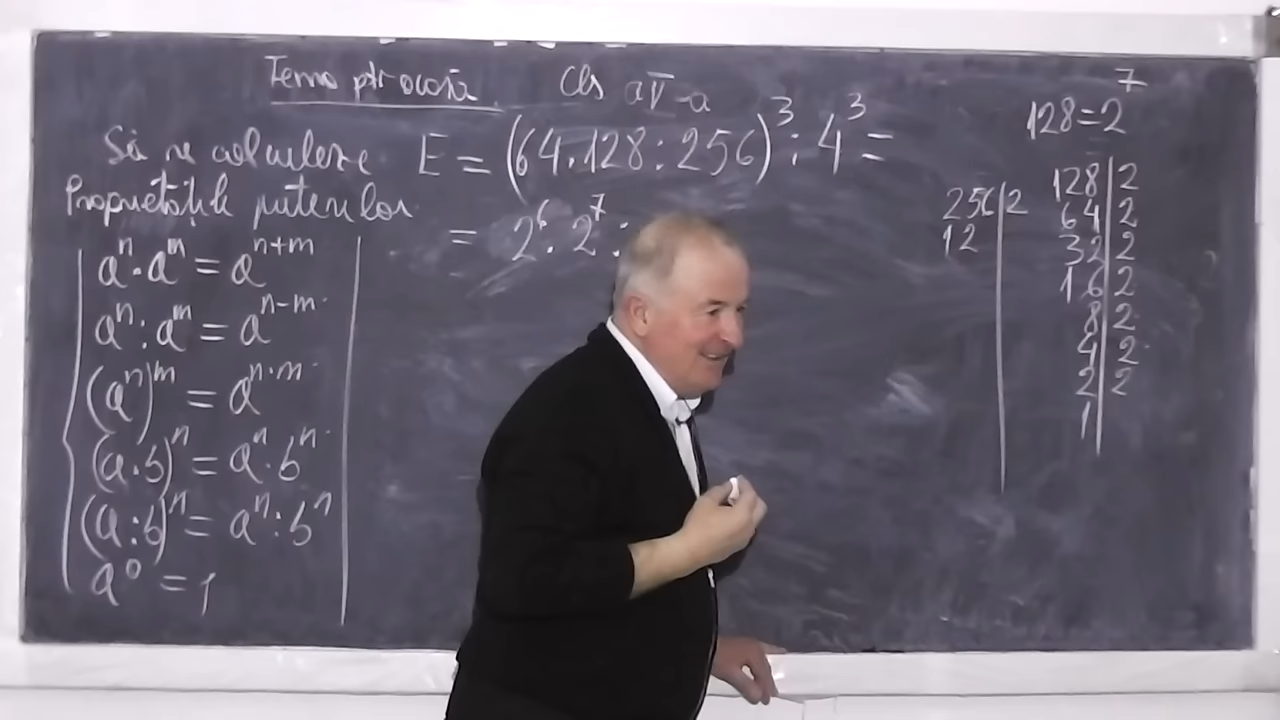 Tema ptr acasă Cls a V-a
Să se calculeze E = (64·128:256)³ : 4³ =
= 2⁶·2⁷:
Proprietățile puterilor
aⁿ·aᵐ = aⁿ⁺ᵐ
aⁿ:aᵐ = aⁿ⁻ᵐ
(aⁿ)ᵐ = aⁿ·ᵐ
(a·b)ⁿ = aⁿ·bⁿ
(a:b)ⁿ = aⁿ:bⁿ
a⁰ = 1
256|2
12
128=2⁷
128|2
64|2
32|2
16|2
8|2
4|2
2|2
1